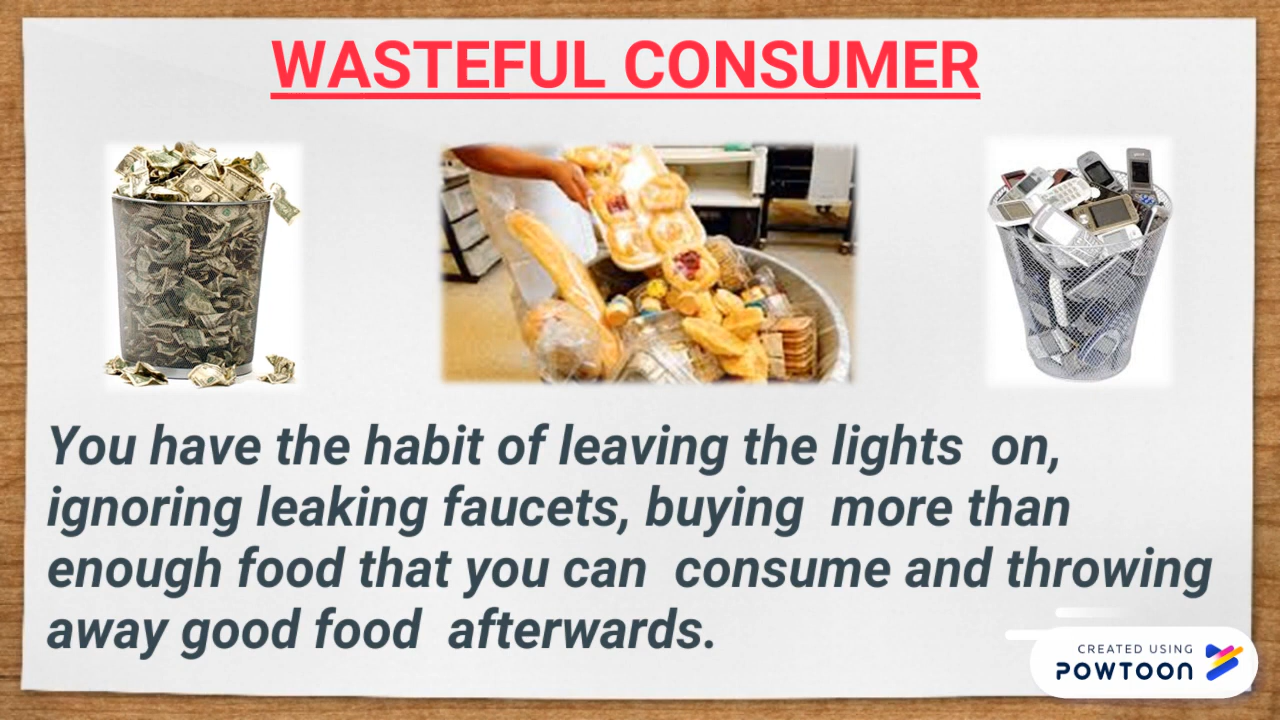 WASTEFUL CONSUMER
You have the habit of leaving the lights on,
ignoring leaking faucets, buying more than
enough food that you can consume and throwing
away good food afterwards.
CREATED USING
POWTOON